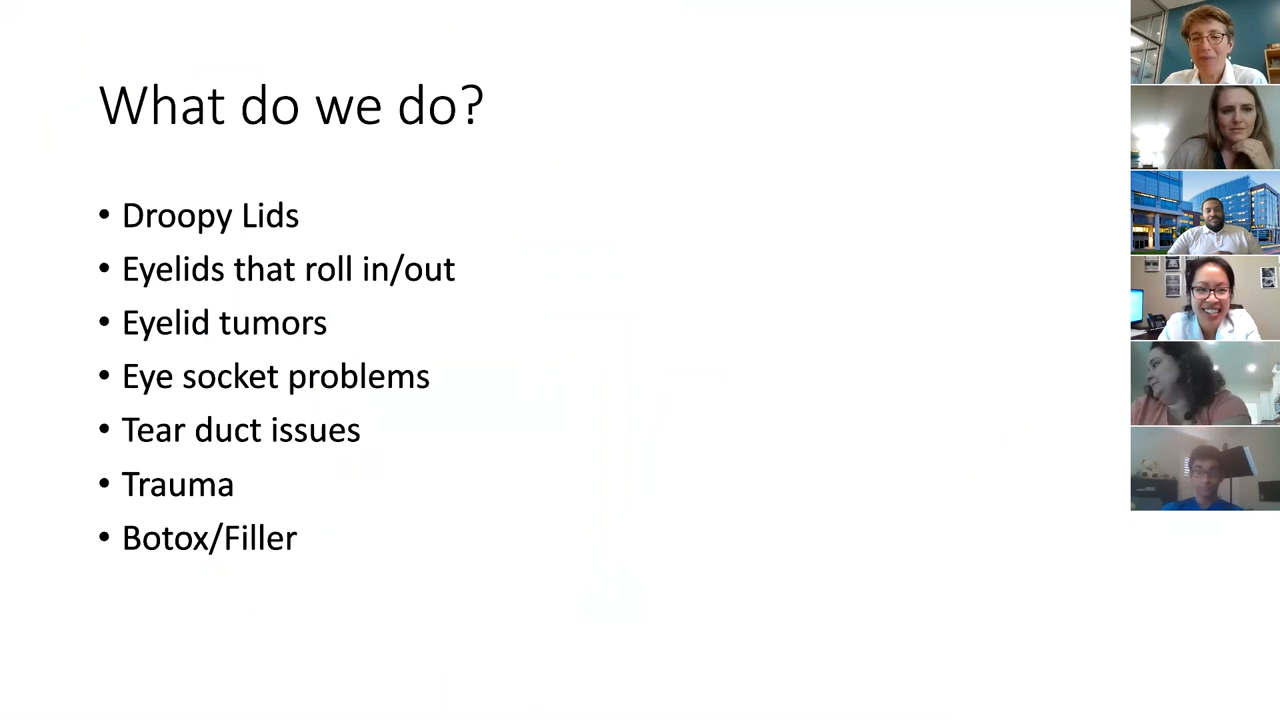 What do we do?
• Droopy Lids
• Eyelids that roll in/out
• Eyelid tumors
• Eye socket problems
• Tear duct issues
• Trauma
• Botox/Filler